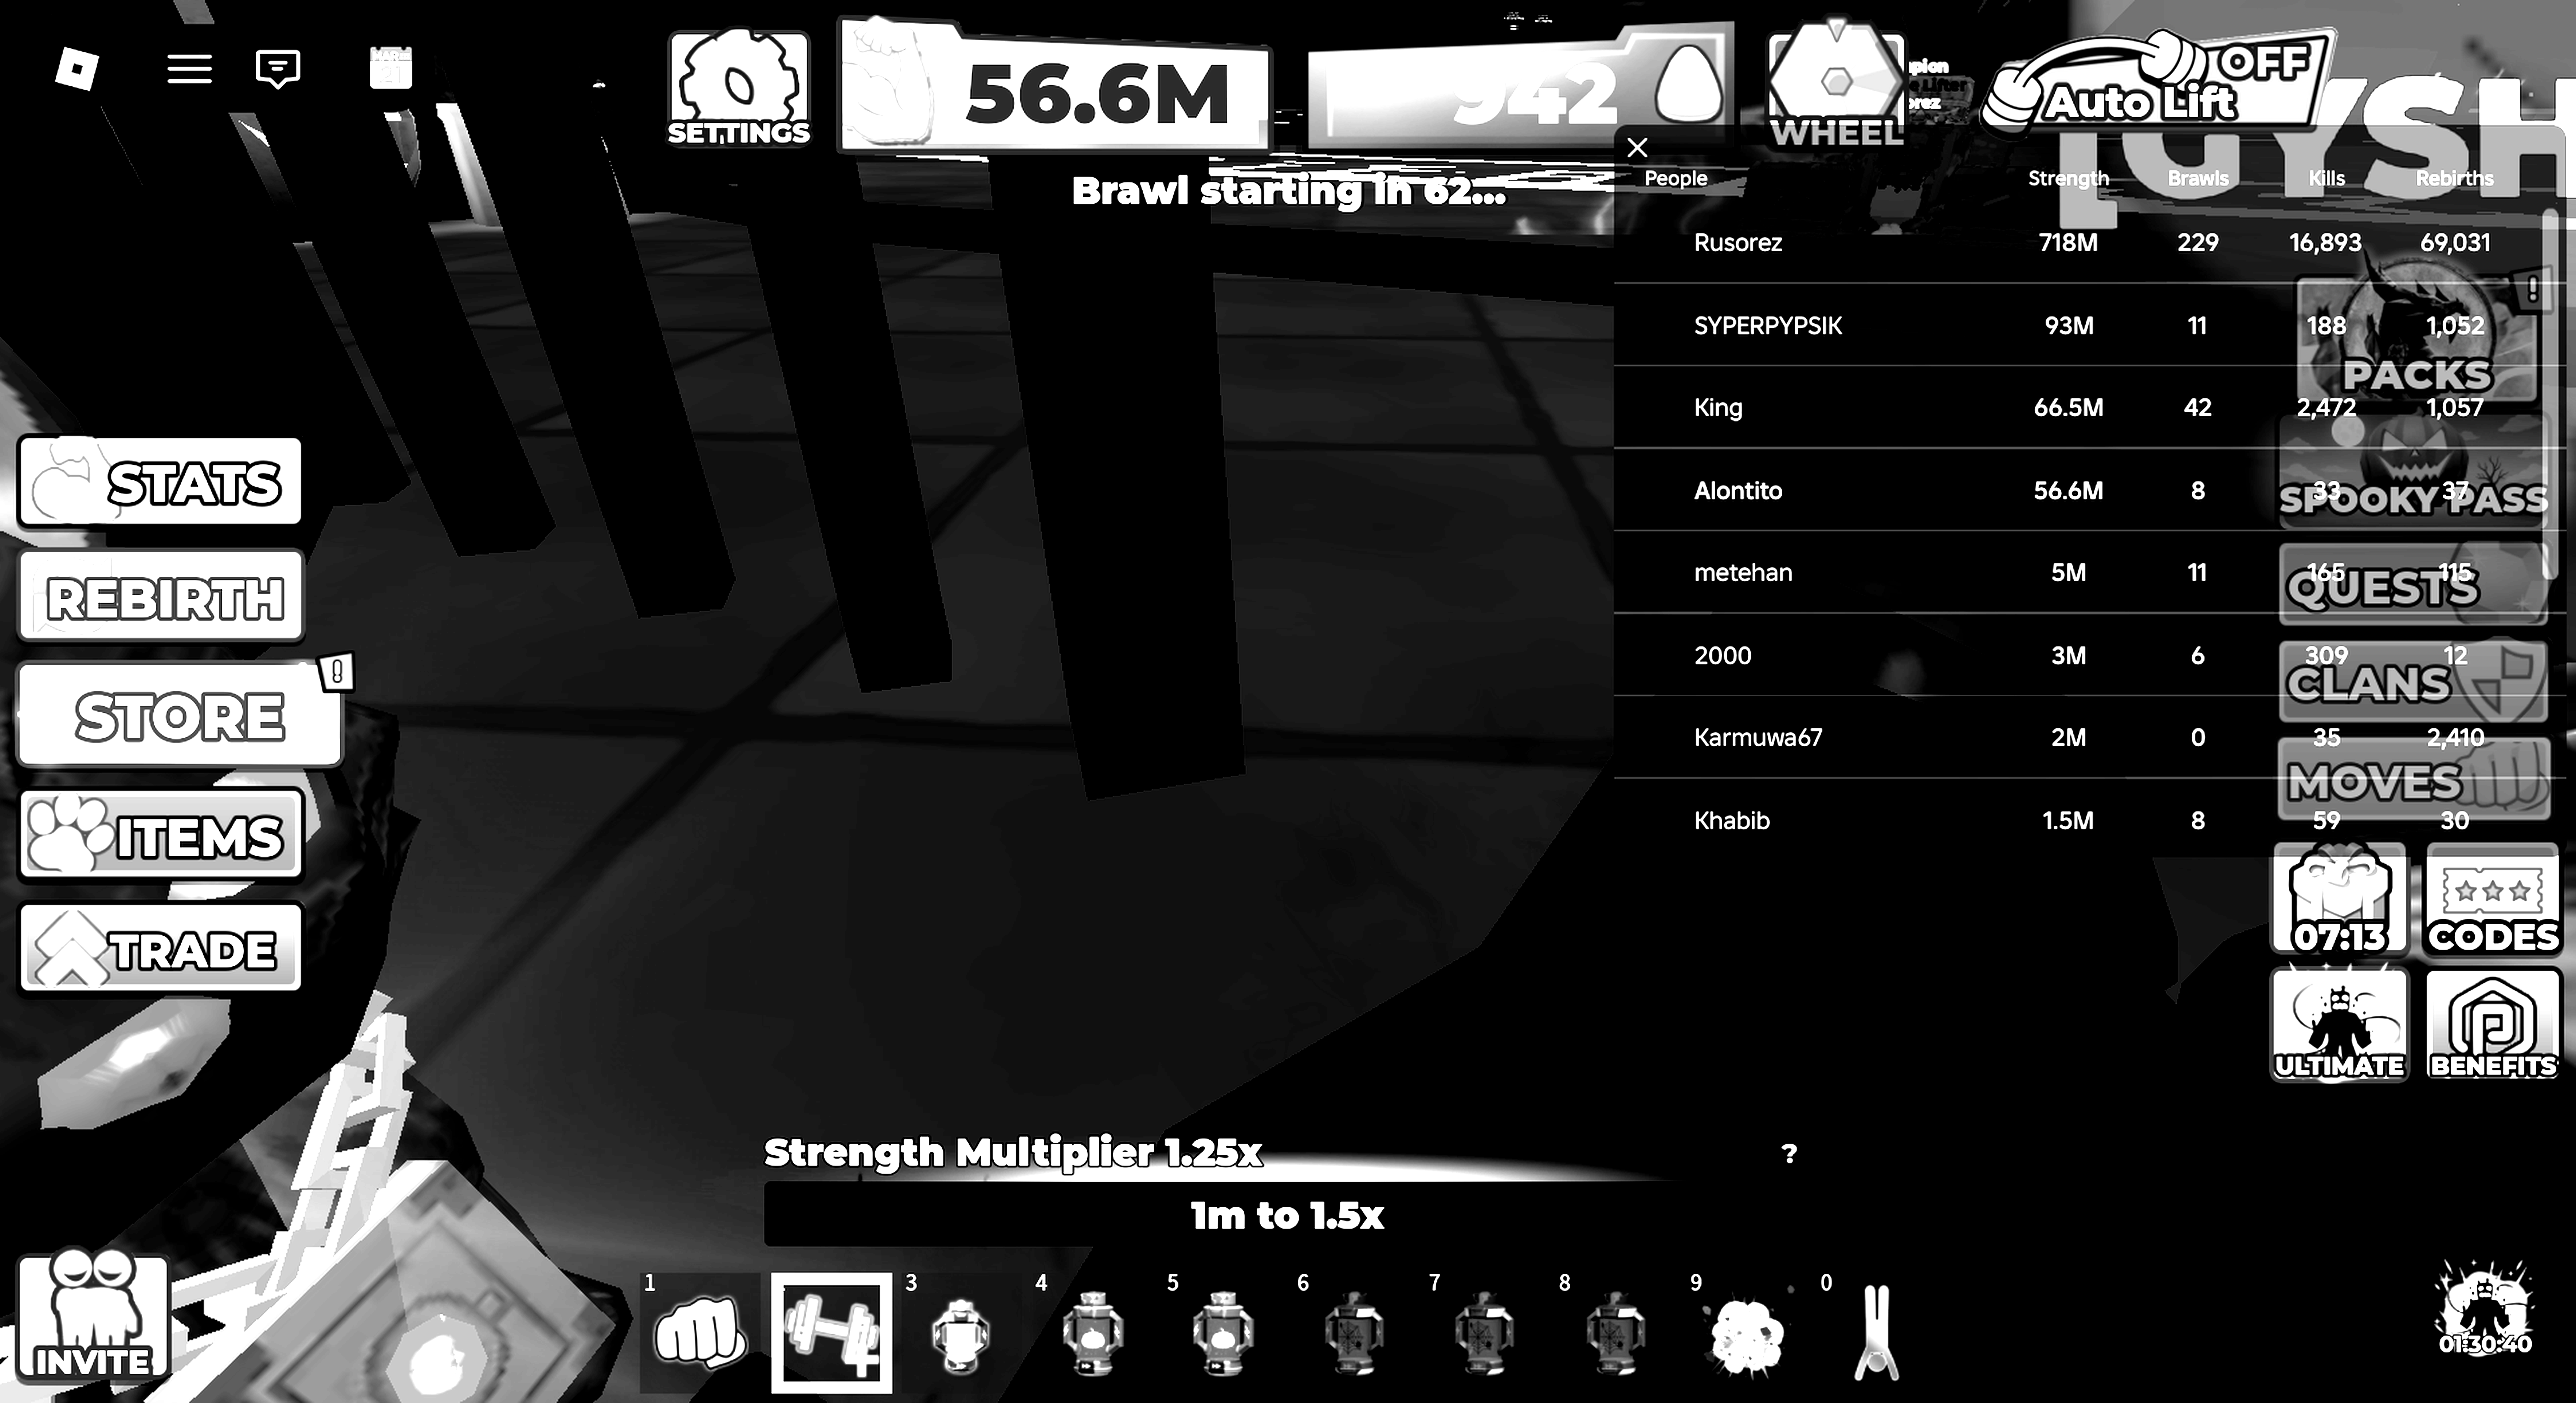 SETTINGS
56.6M
942
WHEEL
OFF
Auto Lift
Brawl starting in 62...
People Strength Brawls Kills Rebirths
Rusorez 718M 229 16,893 69,031
SYPERPYPSIK 93M 11 188 1,052
PACKS
King 66.5M 42 2,472 1,057
Alontito 56.6M 8 33 37
SPOOKY PASS
metehan 5M 11 165 115
QUESTS
2000 3M 6 309 12
CLANS
Karmuwa67 2M 0 35 2,410
MOVES
Khabib 1.5M 8 59 30
STATS
REBIRTH
STORE
ITEMS
TRADE
07:13
CODES
ULTIMATE
BENEFITS
Strength Multiplier 1.25x
?
1m to 1.5x
INVITE
1 3 4 5 6 7 8 9 0
01:30:40